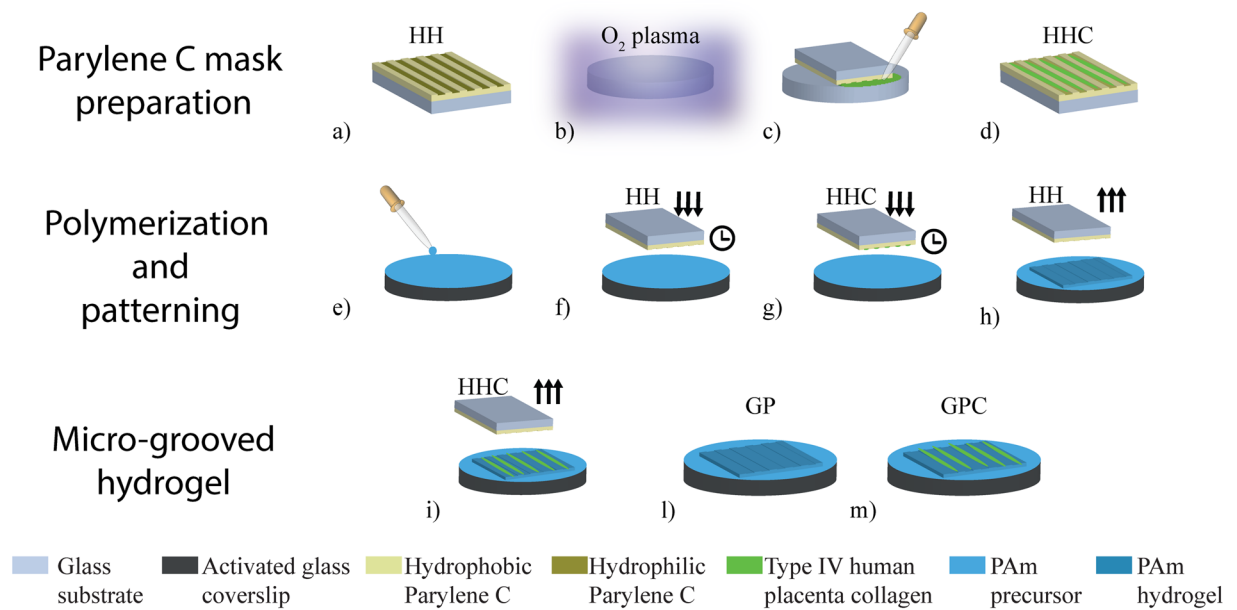 Parylene C mask
preparation
HH
O2 plasma
HHC
a)
b)
c)
d)
Polymerization
and
patterning
HH
HHC
HH
e)
f)
g)
h)
Micro-grooved
hydrogel
HHC
GP
GPC
i)
l)
m)
Glass
substrate
Activated glass
coverslip
Hydrophobic
Parylene C
Hydrophilic
Parylene C
Type IV human
placenta collagen
PAm
precursor
PAm
hydrogel